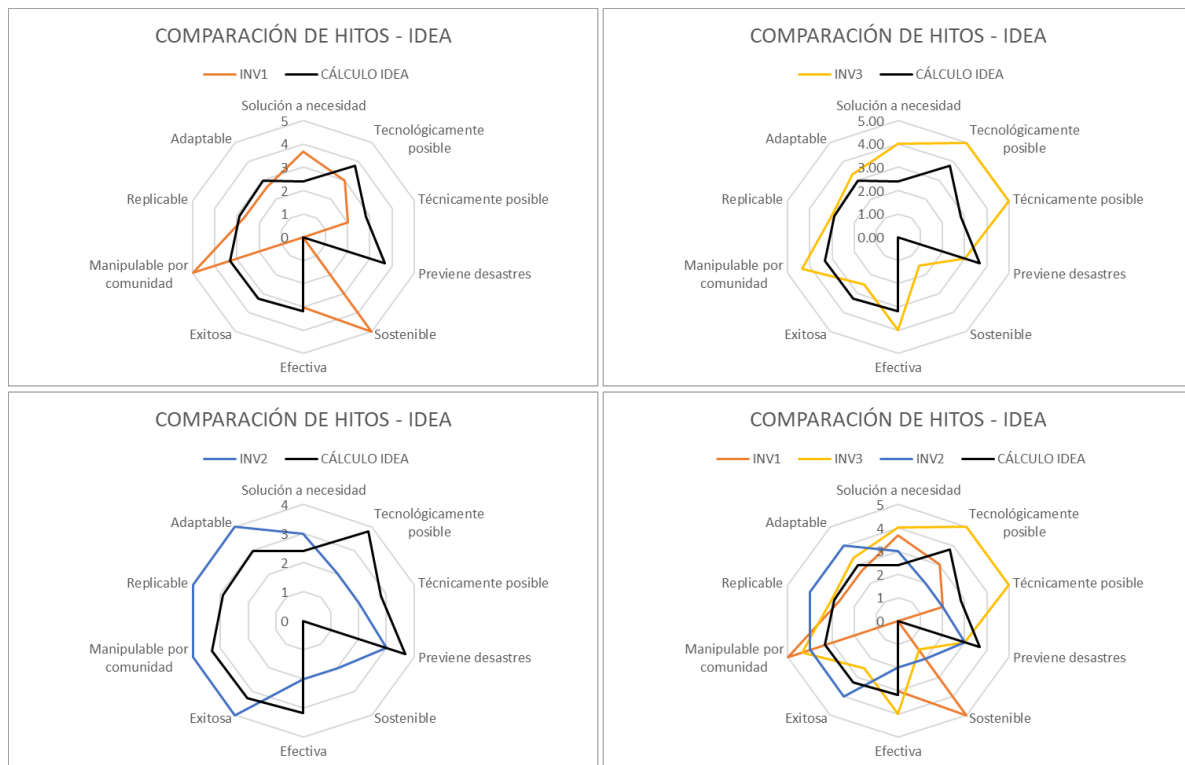 COMPARACIÓN DE HITOS - IDEA
INV1 CÁLCULO IDEA
Solución a necesidad
Tecnológicamente
posible
Técnicamente posible
Previene desastres
Sostenible
Efectiva
Exitosa
Manipulable por
comunidad
Replicable
Adaptable
5
4
3
2
1
0
COMPARACIÓN DE HITOS - IDEA
INV3 CÁLCULO IDEA
Solución a necesidad
Tecnológicamente
posible
Técnicamente posible
Previene desastres
Sostenible
Efectiva
Exitosa
Manipulable por
comunidad
Replicable
Adaptable
5.00
4.00
3.00
2.00
1.00
0.00
COMPARACIÓN DE HITOS - IDEA
INV2 CÁLCULO IDEA
Solución a necesidad
Tecnológicamente
posible
Técnicamente posible
Previene desastres
Sostenible
Efectiva
Exitosa
Manipulable por
comunidad
Replicable
Adaptable
4
3
2
1
0
COMPARACIÓN DE HITOS - IDEA
INV1 INV3 INV2 CÁLCULO IDEA
Solución a necesidad
Tecnológicamente
posible
Técnicamente posible
Previene desastres
Sostenible
Efectiva
Exitosa
Manipulable por
comunidad
Replicable
Adaptable
5
4
3
2
1
0